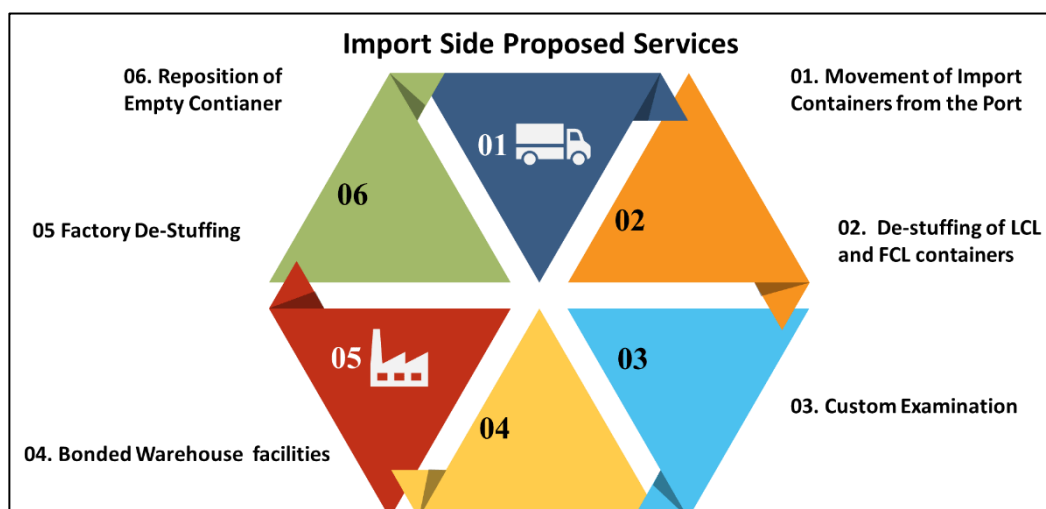 Import Side Proposed Services
06. Reposition of
Empty Contianer
01. Movement of Import
Containers from the Port
01
06
02
05 Factory De-Stuffing
02. De-stuffing of LCL
and FCL containers
05
03
04
03. Custom Examination
04. Bonded Warehouse facilities